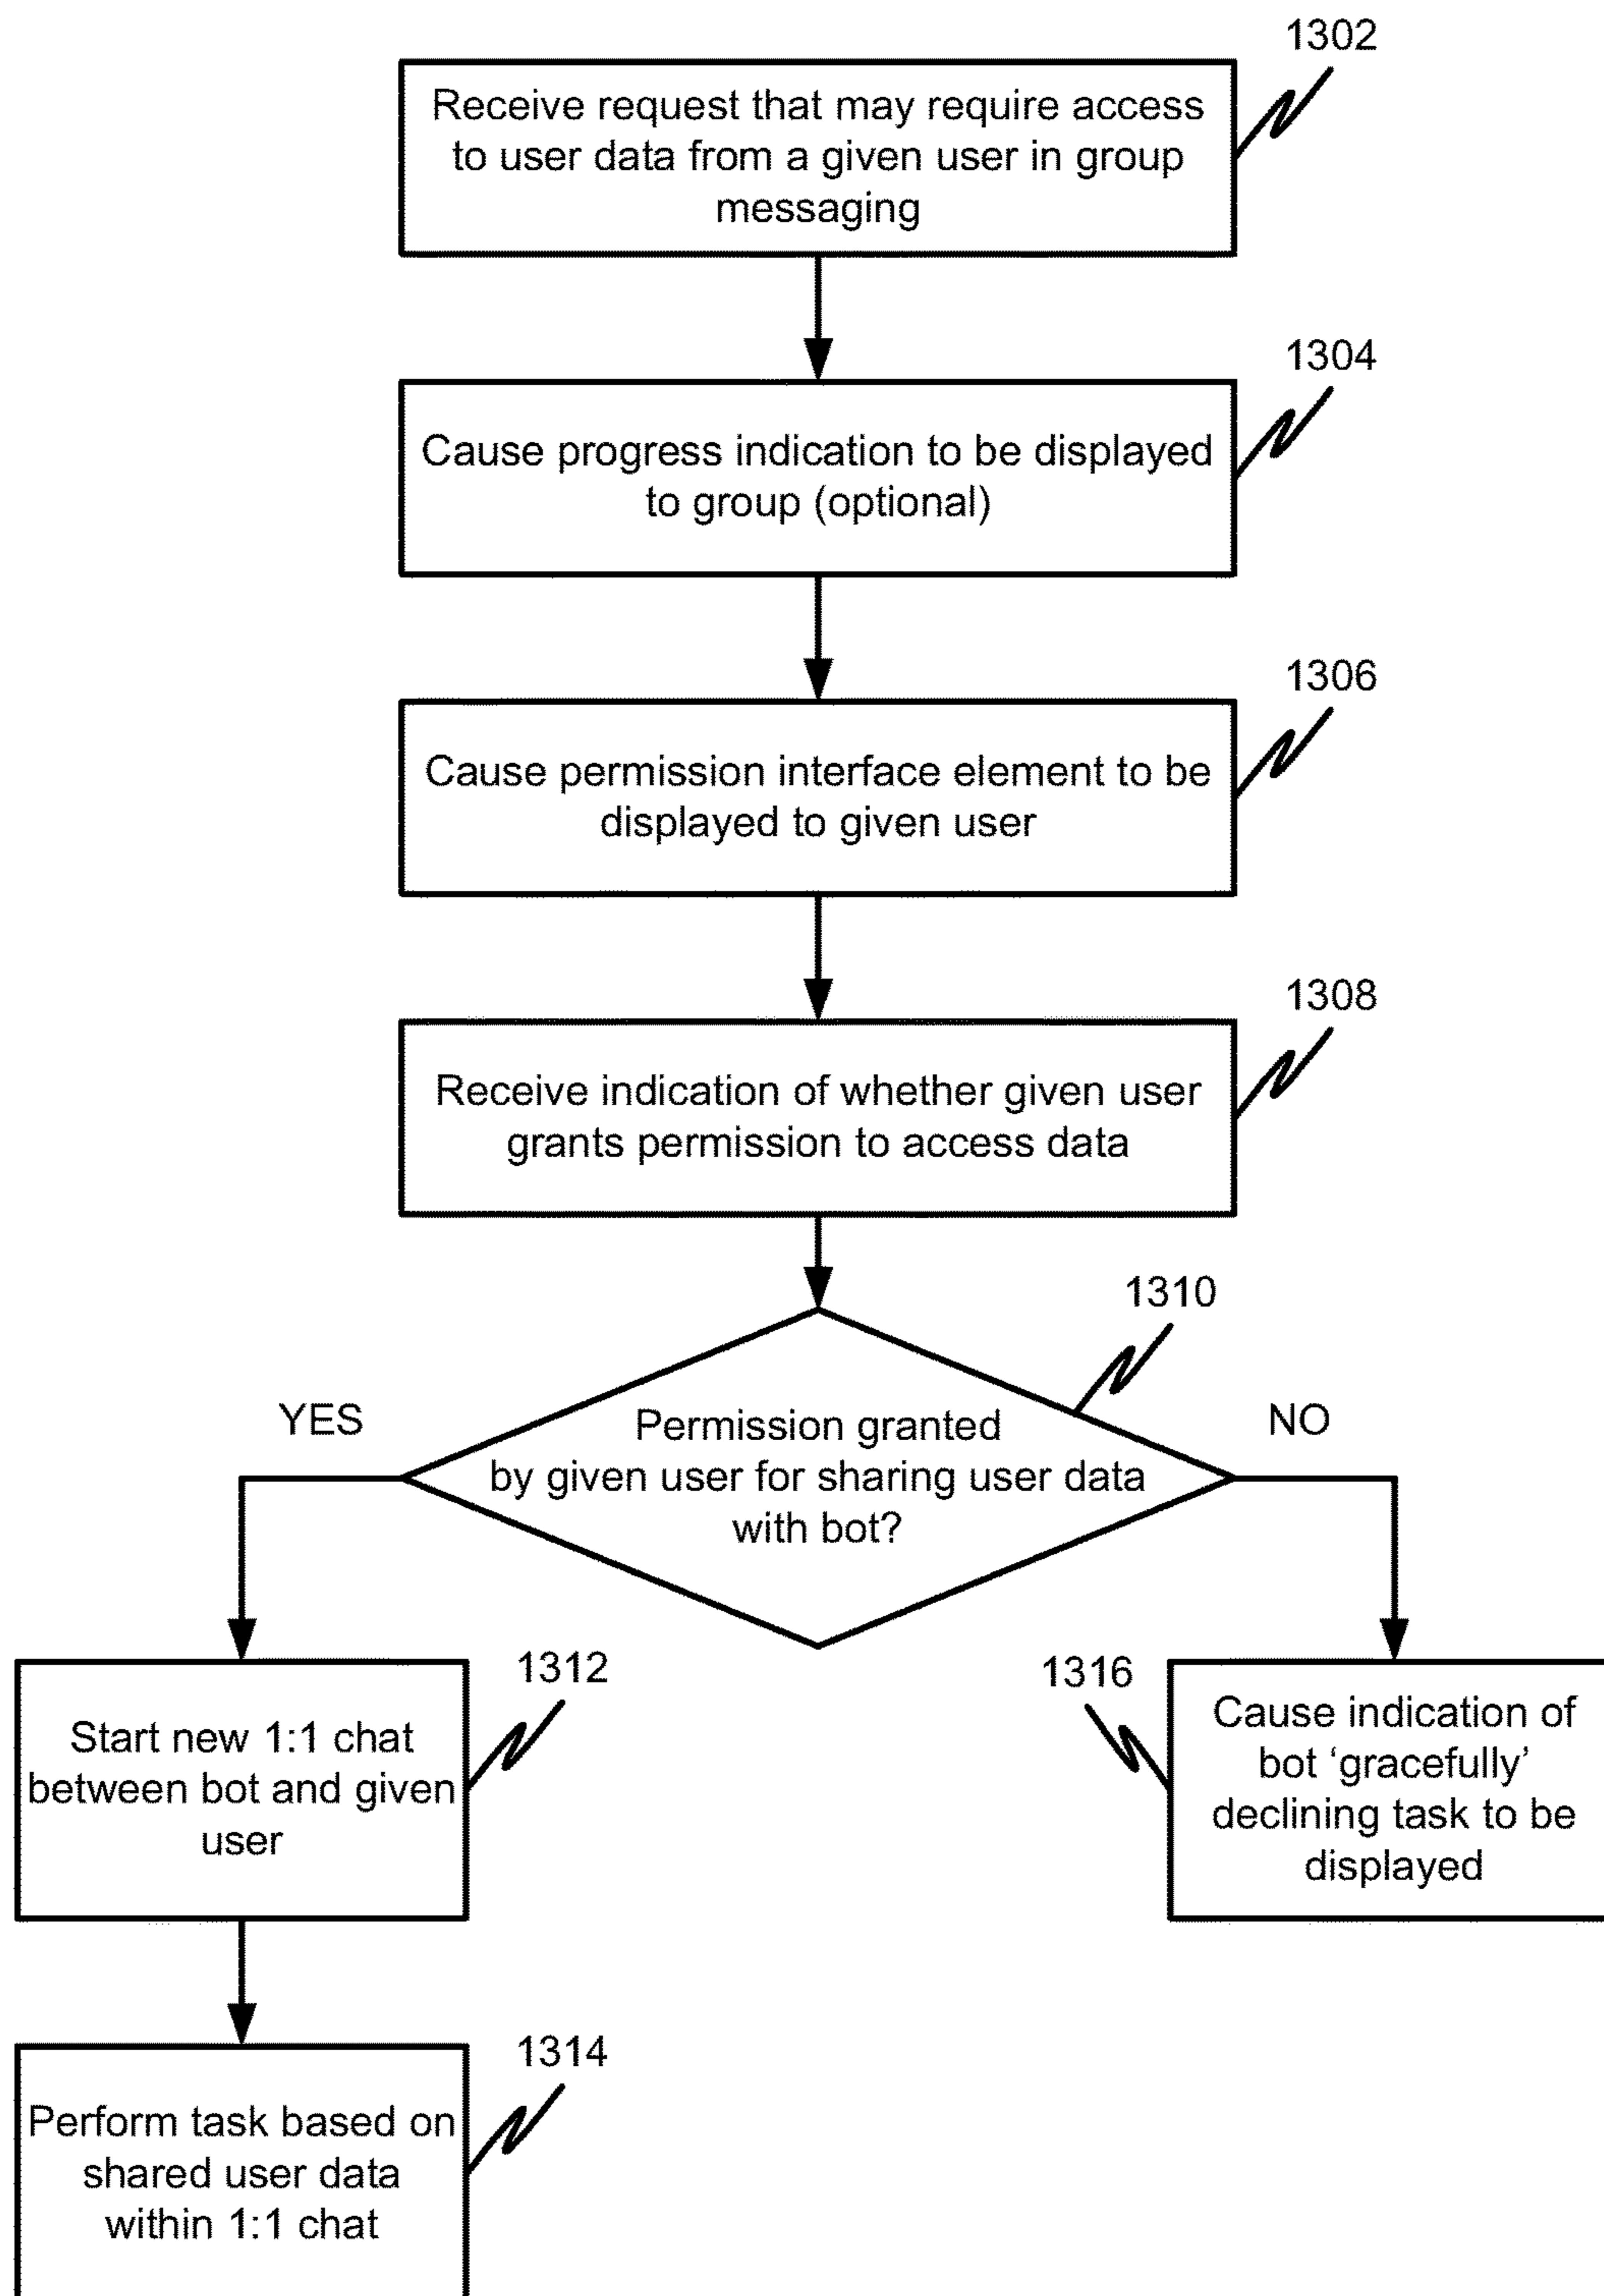 1302
Receive request that may require access
to user data from a given user in group
messaging
1304
Cause progress indication to be displayed
to group (optional)
1306
Cause permission interface element to be
displayed to given user
1308
Receive indication of whether given user
grants permission to access data
1310
YES
NO
Permission granted
by given user for sharing user data
with bot?
1312
Start new 1:1 chat
between bot and given
user
1316
Cause indication of
bot ‘gracefully’
declining task to be
displayed
1314
Perform task based on
shared user data
within 1:1 chat